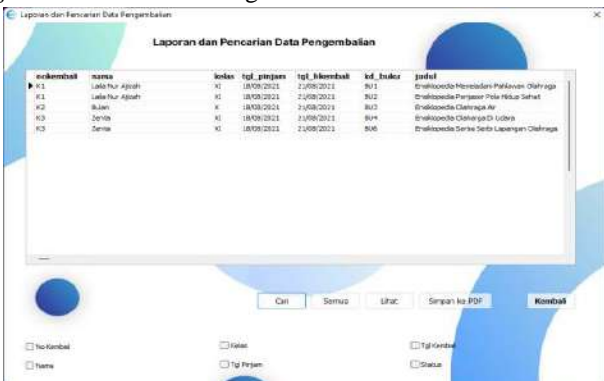 Laporan dan Pencarian Data Pengembalian
Laporan dan Pencarian Data Pengembalian
nokembali nama kelas tgl_pinjam tgl_kembali kd_buku judul
K1 Laila Nur Ajizah XI 18/08/2021 21/08/2021 BU1 Ensiklopedia Meneladani Pahlawan Olahraga
K1 Laila Nur Ajizah XI 18/08/2021 21/08/2021 BU2 Ensiklopedia Penjasor Pola Hidup Sehat
K2 Bulan X 18/08/2021 21/08/2021 BU3 Ensiklopedia Olahraga Air
K3 Zenita XI 18/08/2021 21/08/2021 BU4 Ensiklopedia Olaharga Di Udara
K3 Zenita XI 18/08/2021 21/08/2021 BU6 Ensiklopedia Serba Serbi Lapangan Olahraga
Cari Semua Lihat Simpan ke PDF Kembali
No Kembali Kelas Tgl Kembali
Nama Tgl Pinjam Status